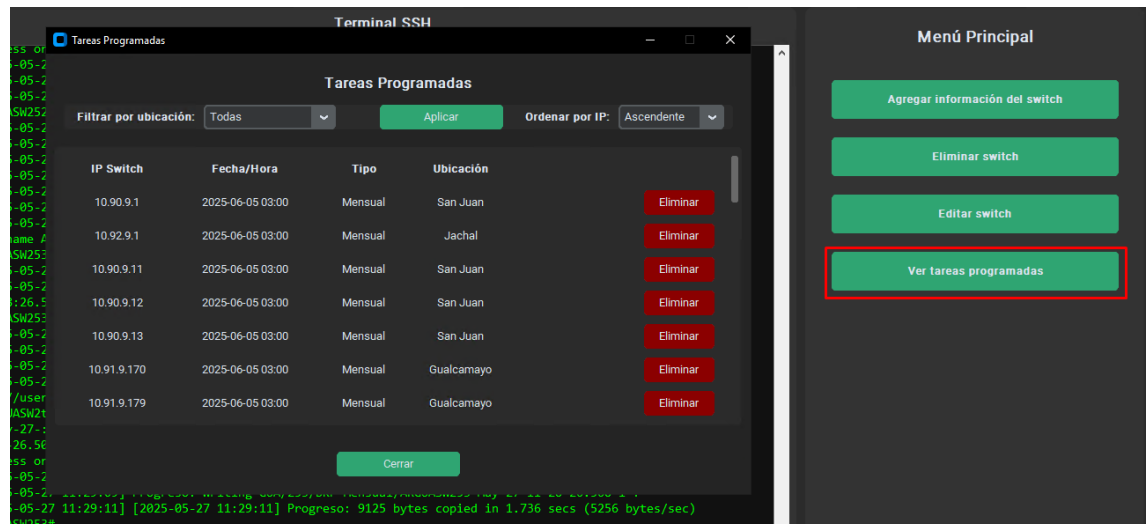 Terminal SSH
Tareas Programadas
Tareas Programadas
Filtrar por ubicación: Todas Aplicar Ordenar por IP: Ascendente
IP Switch Fecha/Hora Tipo Ubicación
10.90.9.1 2025-06-05 03:00 Mensual San Juan Eliminar
10.92.9.1 2025-06-05 03:00 Mensual Jachal Eliminar
10.90.9.11 2025-06-05 03:00 Mensual San Juan Eliminar
10.90.9.12 2025-06-05 03:00 Mensual San Juan Eliminar
10.90.9.13 2025-06-05 03:00 Mensual San Juan Eliminar
10.91.9.170 2025-06-05 03:00 Mensual Gualcamayo Eliminar
10.91.9.179 2025-06-05 03:00 Mensual Gualcamayo Eliminar
Cerrar
-05-27 11:29:11] [2025-05-27 11:29:11] Progreso: 9125 bytes copied in 1.736 secs (5256 bytes/sec)
Menú Principal
Agregar información del switch
Eliminar switch
Editar switch
Ver tareas programadas